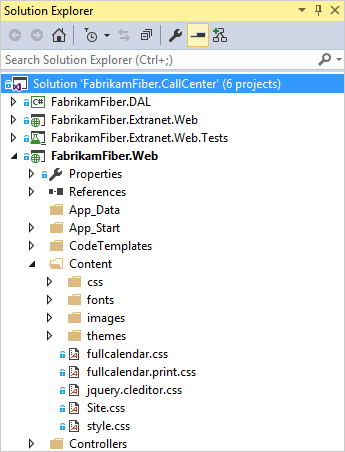 Solution Explorer
Search Solution Explorer (Ctrl+;)
Solution 'FabrikamFiber.CallCenter' (6 projects)
C# FabrikamFiber.DAL
FabrikamFiber.Extranet.Web
FabrikamFiber.Extranet.Web.Tests
FabrikamFiber.Web
Properties
References
App_Data
App_Start
CodeTemplates
Content
css
fonts
images
themes
fullcalendar.css
fullcalendar.print.css
jquery.cleditor.css
Site.css
style.css
Controllers